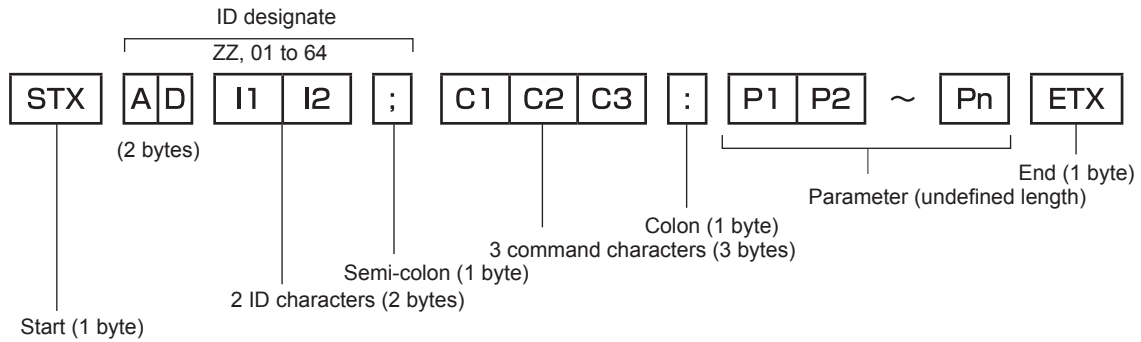 ID designate
ZZ, 01 to 64
STX A D I1 I2 ; C1 C2 C3 : P1 P2 ～ Pn ETX
(2 bytes)
End (1 byte)
Parameter (undefined length)
Colon (1 byte)
3 command characters (3 bytes)
Semi-colon (1 byte)
2 ID characters (2 bytes)
Start (1 byte)